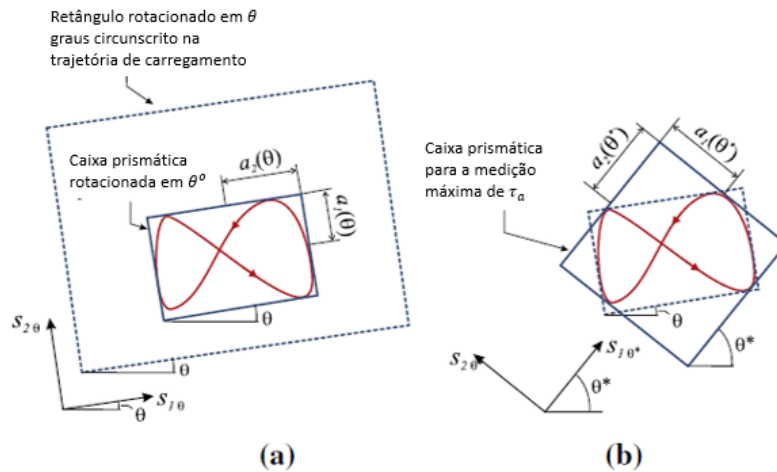 Retângulo rotacionado em θ
graus circunscrito na
trajetória de carregamento
Caixa prismática
rotacionada em θº
a₂(θ)
a₁(θ)
θ
θ
s₂θ
s₁θ
θ
(a)
Caixa prismática
para a medição
máxima de τₐ
a₂(θ*)
a₁(θ*)
θ
θ*
s₂θ
s₁θ*
θ*
(b)